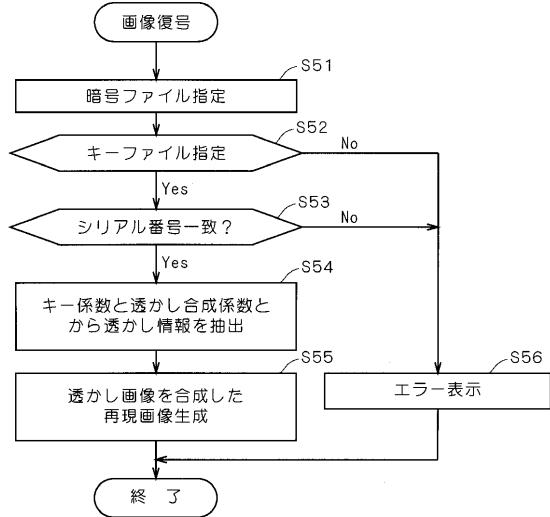 画像復号
S51
暗号ファイル指定
S52
キーファイル指定
No
Yes
S53
シリアル番号一致?
No
Yes
S54
キー係数と透かし合成係数と
から透かし情報を抽出
S55
透かし画像を合成した
再現画像生成
S56
エラー表示
終 了